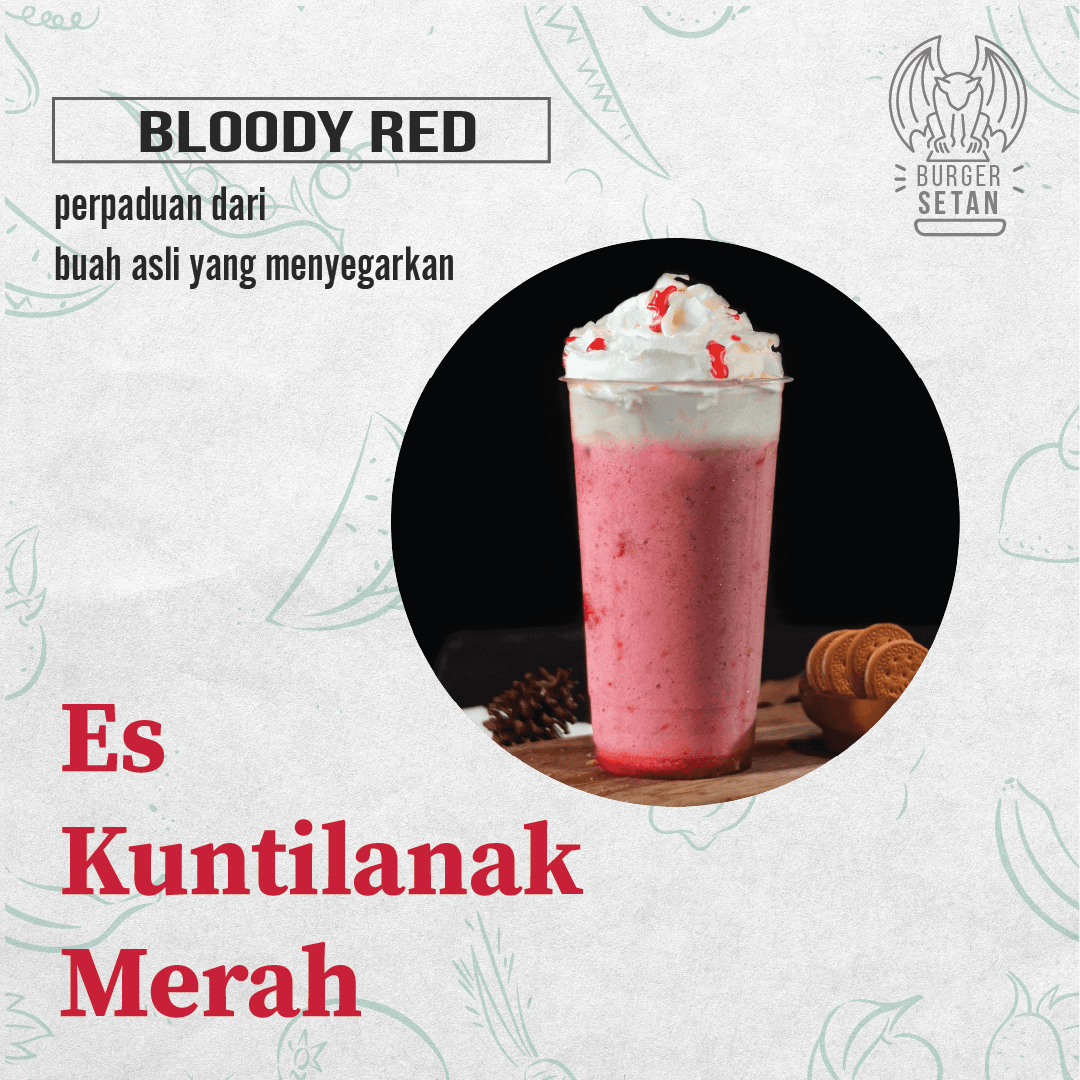 BLOODY RED
perpaduan dari
buah asli yang menyegarkan
BURGER
SETAN
Es
Kuntilanak
Merah